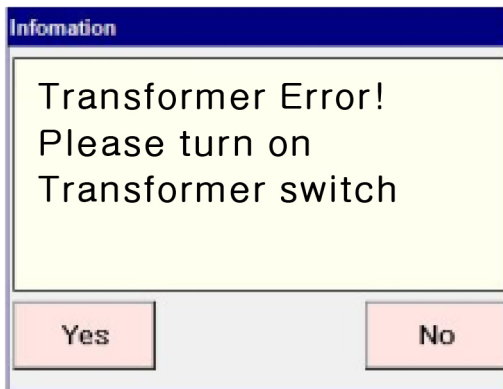 Infomation
Transformer Error!
Please turn on
Transformer switch
Yes
No